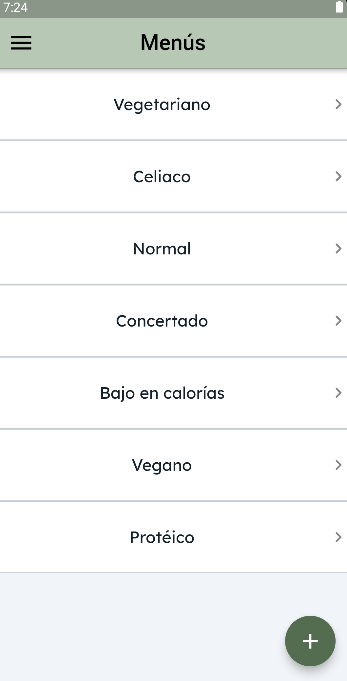 7:24
Menús
Vegetariano
Celiaco
Normal
Concertado
Bajo en calorías
Vegano
Protéico